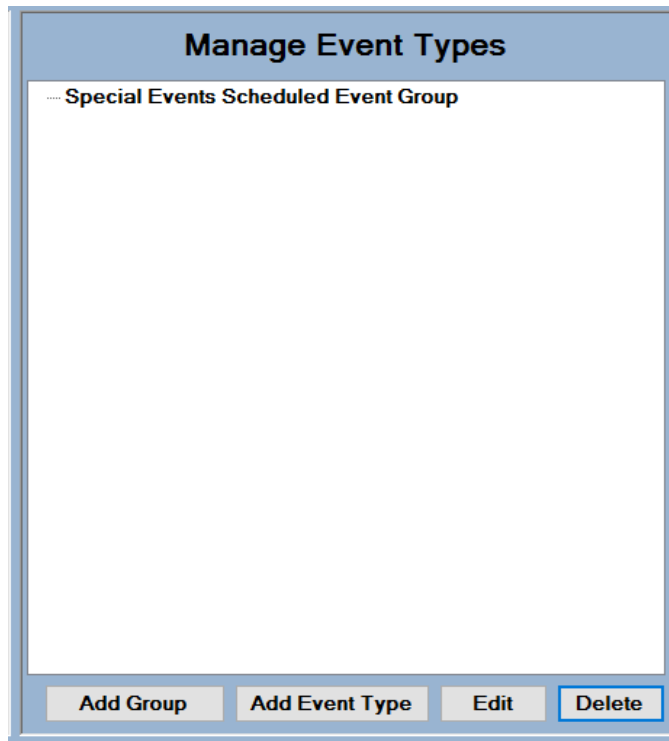 Manage Event Types
Special Events Scheduled Event Group
Add Group Add Event Type Edit Delete